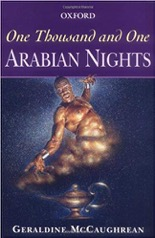 OXFORD
One Thousand and One
ARABIAN NIGHTS
GERALDINE MCCAUGHREAN